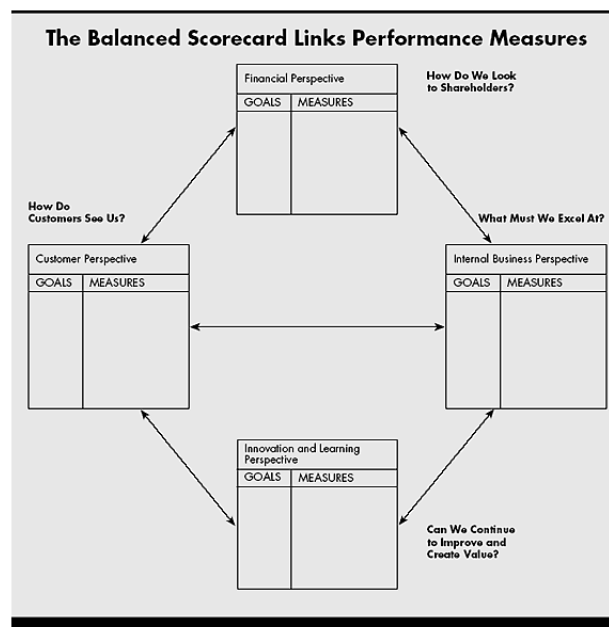 The Balanced Scorecard Links Performance Measures
Financial Perspective
GOALS MEASURES
How Do We Look
to Shareholders?
How Do
Customers See Us?
What Must We Excel At?
Customer Perspective
GOALS MEASURES
Internal Business Perspective
GOALS MEASURES
Innovation and Learning
Perspective
GOALS MEASURES
Can We Continue
to Improve and
Create Value?